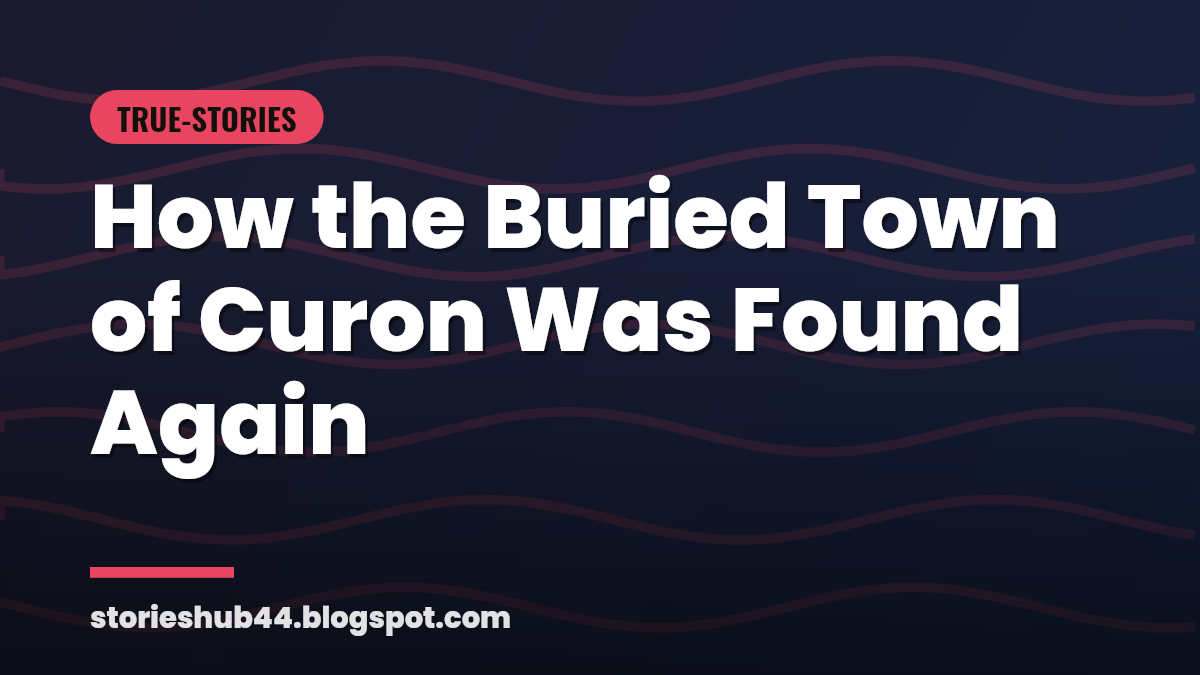 TRUE-STORIES
How the Buried Town
of Curon Was Found
Again
storieshub44.blogspot.com